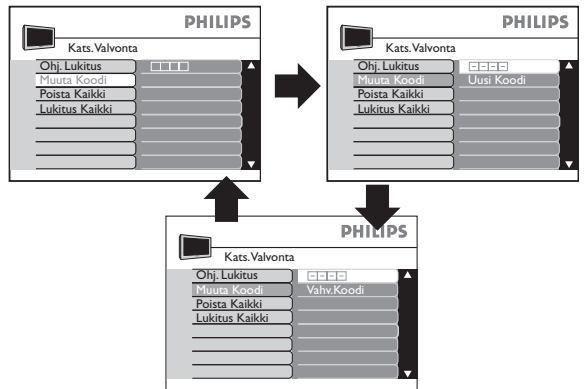 PHILIPS
Kats.Valvonta
Ohj. Lukitus
Muuta Koodi
Poista Kaikki
Lukitus Kaikki
PHILIPS
Kats.Valvonta
Ohj. Lukitus
Muuta Koodi Uusi Koodi
Poista Kaikki
Lukitus Kaikki
PHILIPS
Kats.Valvonta
Ohj. Lukitus
Muuta Koodi Vahv.Koodi
Poista Kaikki
Lukitus Kaikki